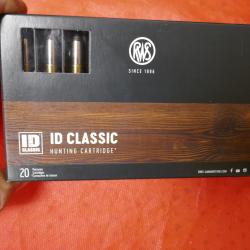 RWS
SINCE 1886
ID
CLASSIC
ID CLASSIC
HUNTING CARTRIDGE
20